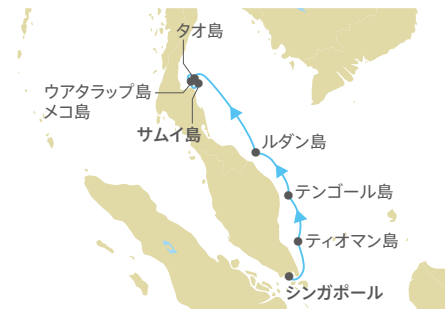 タオ島
ウアタラップ島
メコ島
サムイ島
ルダン島
テンゴール島
ティオマン島
シンガポール